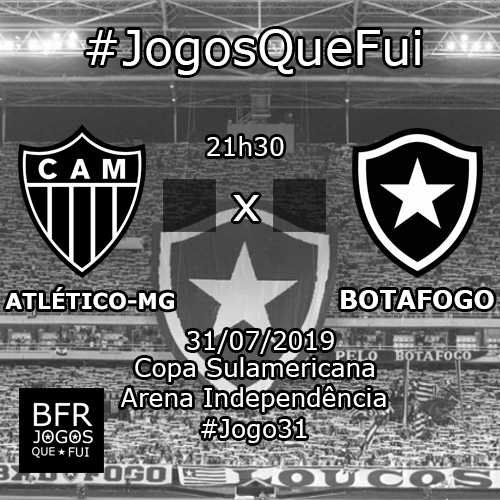 #JogosQueFui
21h30
CAM
x
ATLÉTICO-MG
BOTAFOGO
31/07/2019
PELO BOTAFOGO
Copa Sulamericana
Arena Independência
#Jogo31
BFR
JOGOS
QUE★FUI
LOUCOS